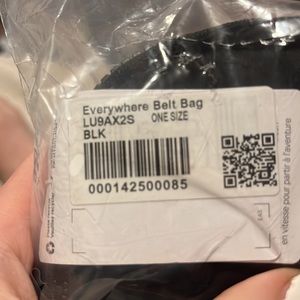 Everywhere Belt Bag
LU9AX2S ONE SIZE
BLK
000142500085
en vitesse pour partir à l'aventure